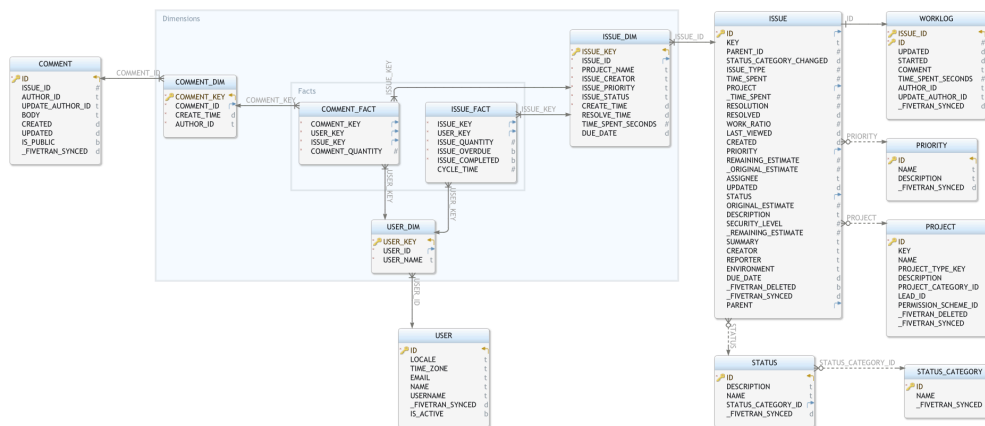 Dimensions
COMMENT
ID
ISSUE_ID #
AUTHOR_ID t
UPDATE_AUTHOR_ID t
BODY t
CREATED d
UPDATED d
IS_PUBLIC b
_FIVETRAN_SYNCED d
COMMENT_ID
COMMENT_DIM
COMMENT_KEY
COMMENT_ID
CREATE_TIME d
AUTHOR_ID t
COMMENT_KEY
Facts
COMMENT_FACT
COMMENT_KEY
USER_KEY
ISSUE_KEY
COMMENT_QUANTITY #
ISSUE_KEY
ISSUE_FACT
ISSUE_KEY
USER_KEY
ISSUE_QUANTITY #
ISSUE_OVERDUE b
ISSUE_COMPLETED b
CYCLE_TIME #
ISSUE_KEY
USER_KEY
USER_KEY
USER_DIM
USER_KEY
USER_ID
USER_NAME t
USER_ID
USER
ID
LOCALE t
TIME_ZONE t
EMAIL t
NAME t
USERNAME t
_FIVETRAN_SYNCED d
IS_ACTIVE b
ISSUE_DIM
ISSUE_KEY
ISSUE_ID
PROJECT_NAME t
ISSUE_CREATOR t
ISSUE_PRIORITY t
ISSUE_STATUS t
CREATE_TIME d
RESOLVE_TIME d
TIME_SPENT_SECONDS #
DUE_DATE d
ISSUE_ID
ISSUE
ID
KEY t
PARENT_ID #
STATUS_CATEGORY_CHANGED d
ISSUE_TYPE #
TIME_SPENT #
PROJECT
_TIME_SPENT #
RESOLUTION #
RESOLVED d
WORK_RATIO #
LAST_VIEWED d
CREATED d
PRIORITY
REMAINING_ESTIMATE #
_ORIGINAL_ESTIMATE #
ASSIGNEE t
UPDATED d
STATUS
ORIGINAL_ESTIMATE #
DESCRIPTION t
SECURITY_LEVEL #
_REMAINING_ESTIMATE #
SUMMARY t
CREATOR t
REPORTER t
ENVIRONMENT t
DUE_DATE d
_FIVETRAN_DELETED b
_FIVETRAN_SYNCED d
PARENT
ID
WORKLOG
ISSUE_ID
ID #
UPDATED d
STARTED d
COMMENT t
TIME_SPENT_SECONDS #
AUTHOR_ID t
UPDATE_AUTHOR_ID t
_FIVETRAN_SYNCED d
PRIORITY
PRIORITY
ID
NAME t
DESCRIPTION t
_FIVETRAN_SYNCED d
PROJECT
PROJECT
ID
KEY
NAME
PROJECT_TYPE_KEY
DESCRIPTION
PROJECT_CATEGORY_ID
LEAD_ID
PERMISSION_SCHEME_ID
_FIVETRAN_DELETED
_FIVETRAN_SYNCED
STATUS
STATUS
ID
DESCRIPTION t
NAME t
STATUS_CATEGORY_ID
_FIVETRAN_SYNCED d
STATUS_CATEGORY_ID
STATUS_CATEGORY
ID
NAME
_FIVETRAN_SYNCED